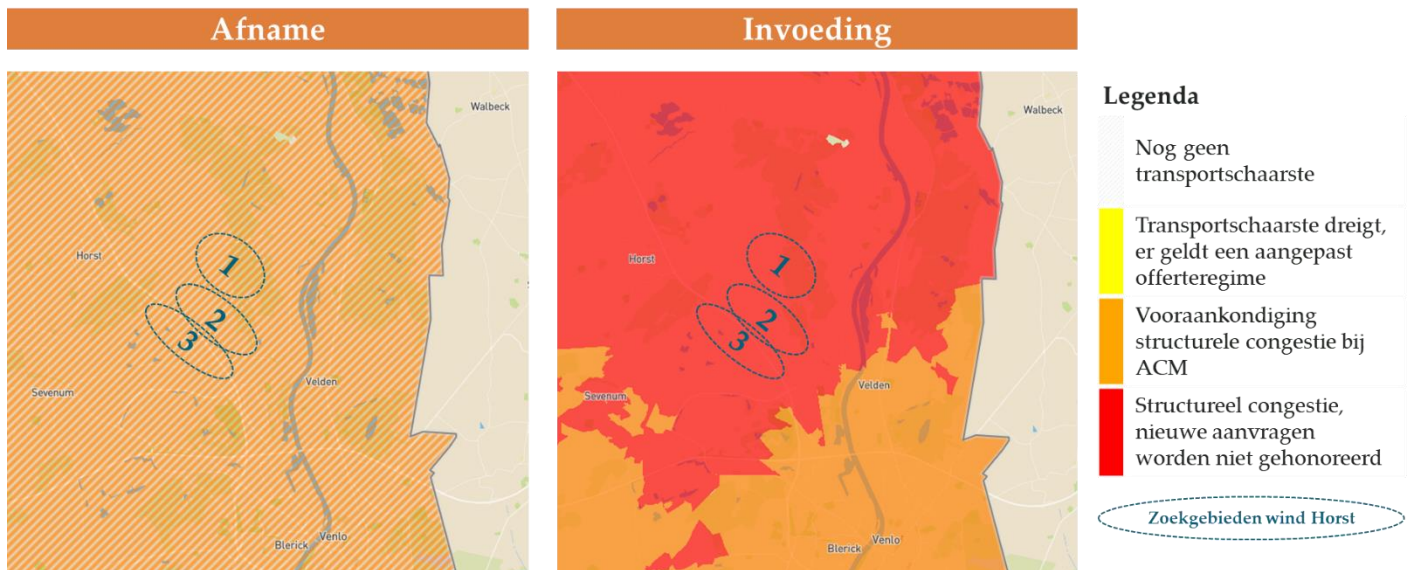 Afname
Invoeding
Walbeck
Horst
1
2
3
Sevenum
Velden
Blerick
Venlo
Walbeck
Horst
1
2
3
Sevenum
Velden
Blerick
Venlo
Legenda
Nog geen
transportschaarste
Transportschaarste dreigt,
er geldt een aangepast
offerteregime
Vooraankondiging
structurele congestie bij
ACM
Structureel congestie,
nieuwe aanvragen
worden niet gehonoreerd
Zoekgebieden wind Horst